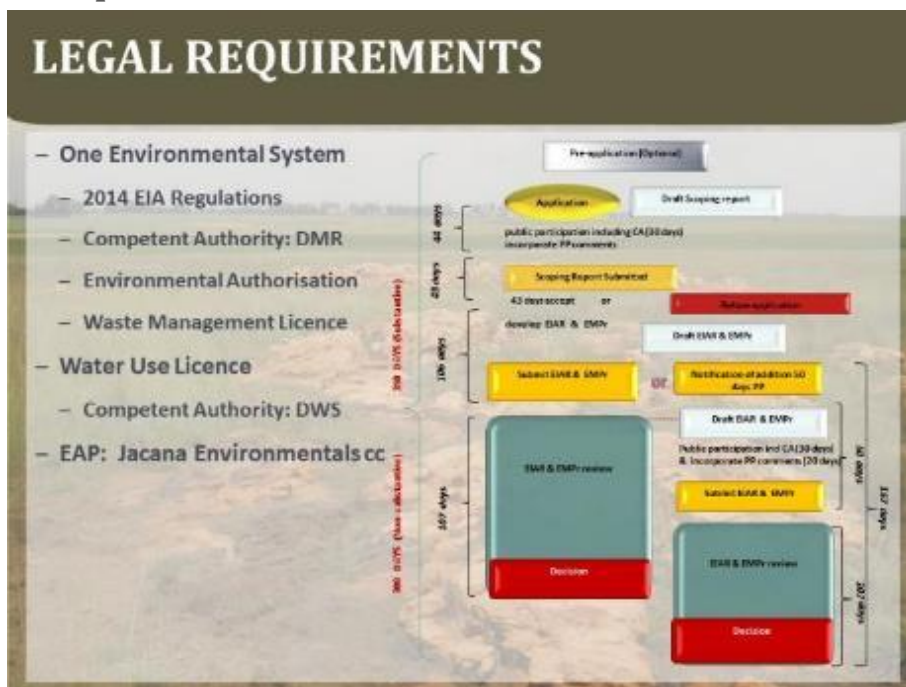 LEGAL REQUIREMENTS
– One Environmental System
– 2014 EIA Regulations
– Competent Authority: DMR
– Environmental Authorisation
– Waste Management Licence
– Water Use Licence
– Competent Authority: DWS
– EAP: Jacana Environmentals cc
Pre-application (Optional)
Application
Draft Scoping report
44 days
public participation including CA (30 days)
incorporate PP comments
Scoping Report Submitted
43 days
43 days accept or
Refuse application
develop EIAR & EMPr
Draft EIAR & EMPr
106 days
Submit EIAR & EMPr
or
Notification of addition 50
days PP
Draft EIAR & EMPr
Public participation incl CA (30 days)
& incorporate PP comments (20 days)
Submit EIAR & EMPr
EIAR & EMPr review
Decision
107 days
EIAR & EMPr review
Decision
DAYS (Substantive)
DAYS (Non-substantive)
days
days